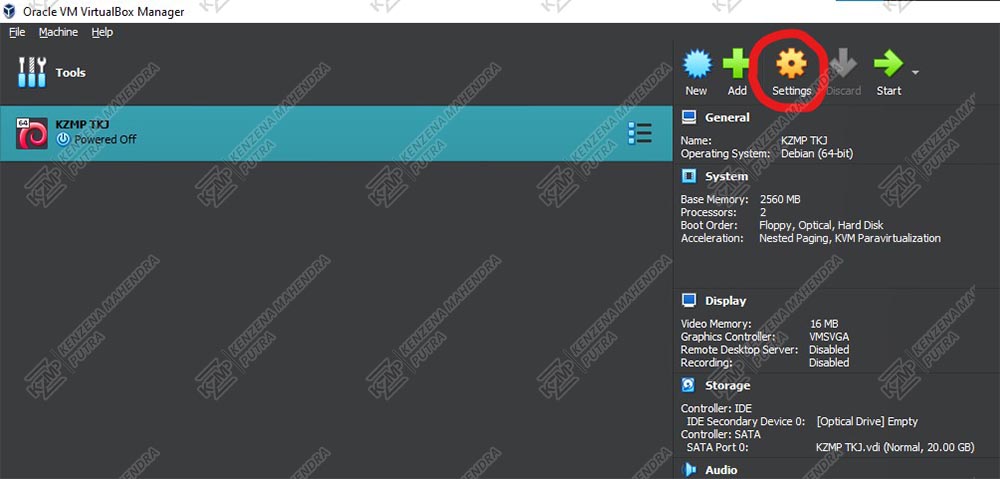 Oracle VM VirtualBox Manager
File Machine Help
Tools
New Add Settings Discard Start
64 KZMP TKJ
Powered Off
General
Name: KZMP TKJ
Operating System: Debian (64-bit)
System
Base Memory: 2560 MB
Processors: 2
Boot Order: Floppy, Optical, Hard Disk
Acceleration: Nested Paging, KVM Paravirtualization
Display
Video Memory: 16 MB
Graphics Controller: VMSVGA
Remote Desktop Server: Disabled
Recording: Disabled
Storage
Controller: IDE
IDE Secondary Device 0: [Optical Drive] Empty
Controller: SATA
SATA Port 0: KZMP TKJ.vdi (Normal, 20.00 GB)
Audio
KZMP
KENZENA MAHENDRA
PUTRA